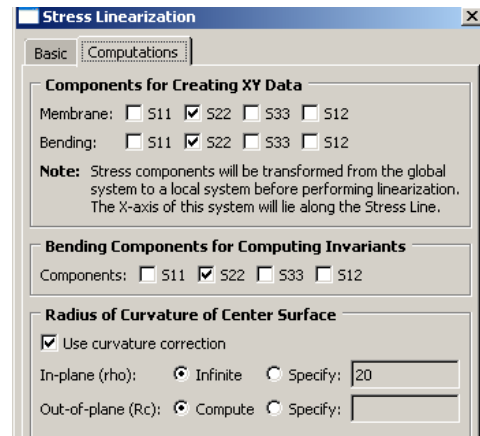 Stress Linearization
Basic Computations
Components for Creating XY Data
Membrane: S11 S22 S33 S12
Bending: S11 S22 S33 S12
Note: Stress components will be transformed from the global
system to a local system before performing linearization.
The X-axis of this system will lie along the Stress Line.
Bending Components for Computing Invariants
Components: S11 S22 S33 S12
Radius of Curvature of Center Surface
Use curvature correction
In-plane (rho): Infinite Specify: 20
Out-of-plane (Rc): Compute Specify: